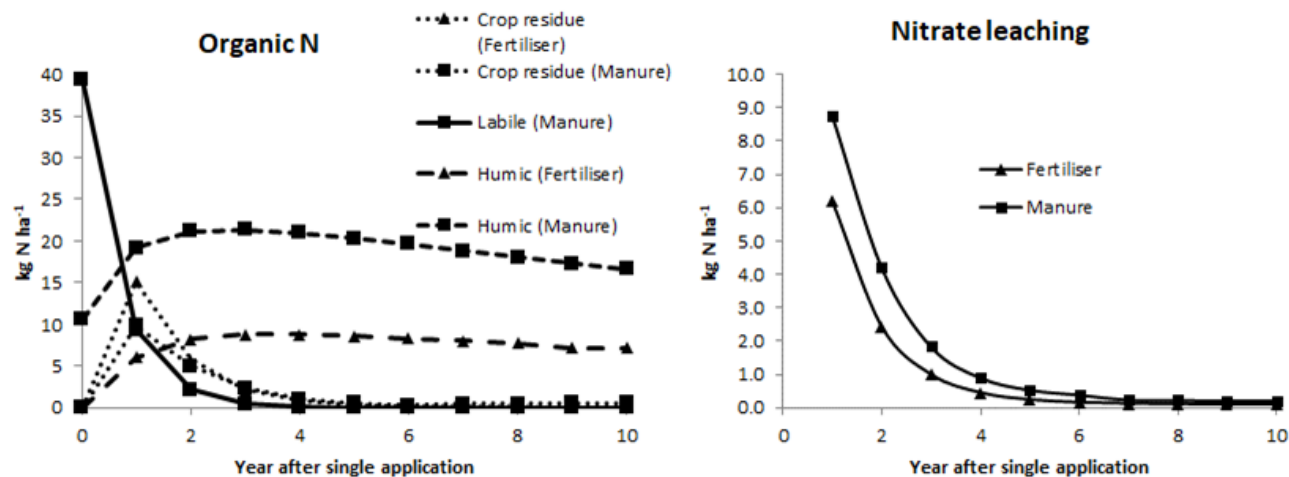 Organic N
Crop residue
(Fertiliser)
Crop residue (Manure)
Labile (Manure)
Humic (Fertiliser)
Humic (Manure)
kg N ha⁻¹
40
35
30
25
20
15
10
5
0
0 2 4 6 8 10
Year after single application
Nitrate leaching
Fertiliser
Manure
kg N ha⁻¹
10.0
9.0
8.0
7.0
6.0
5.0
4.0
3.0
2.0
1.0
0.0
0 2 4 6 8 10
Year after single application